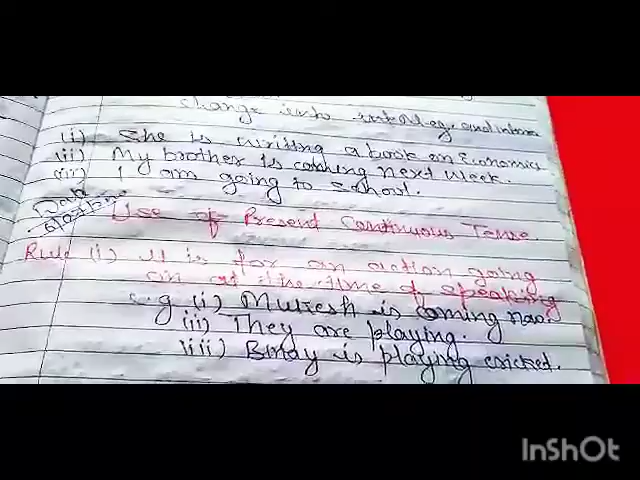 change into and inter
(i) She is writing a book on Economics
(ii) My brother is coming next week.
(iii) I am going to school.
Use of Present Continuous Tense.
Rule (i) It is for an action going
on at the time of speaking
e.g (i) Mukesh is coming now.
(ii) They are playing.
(iii) Bindy is playing cricket.
InShOt